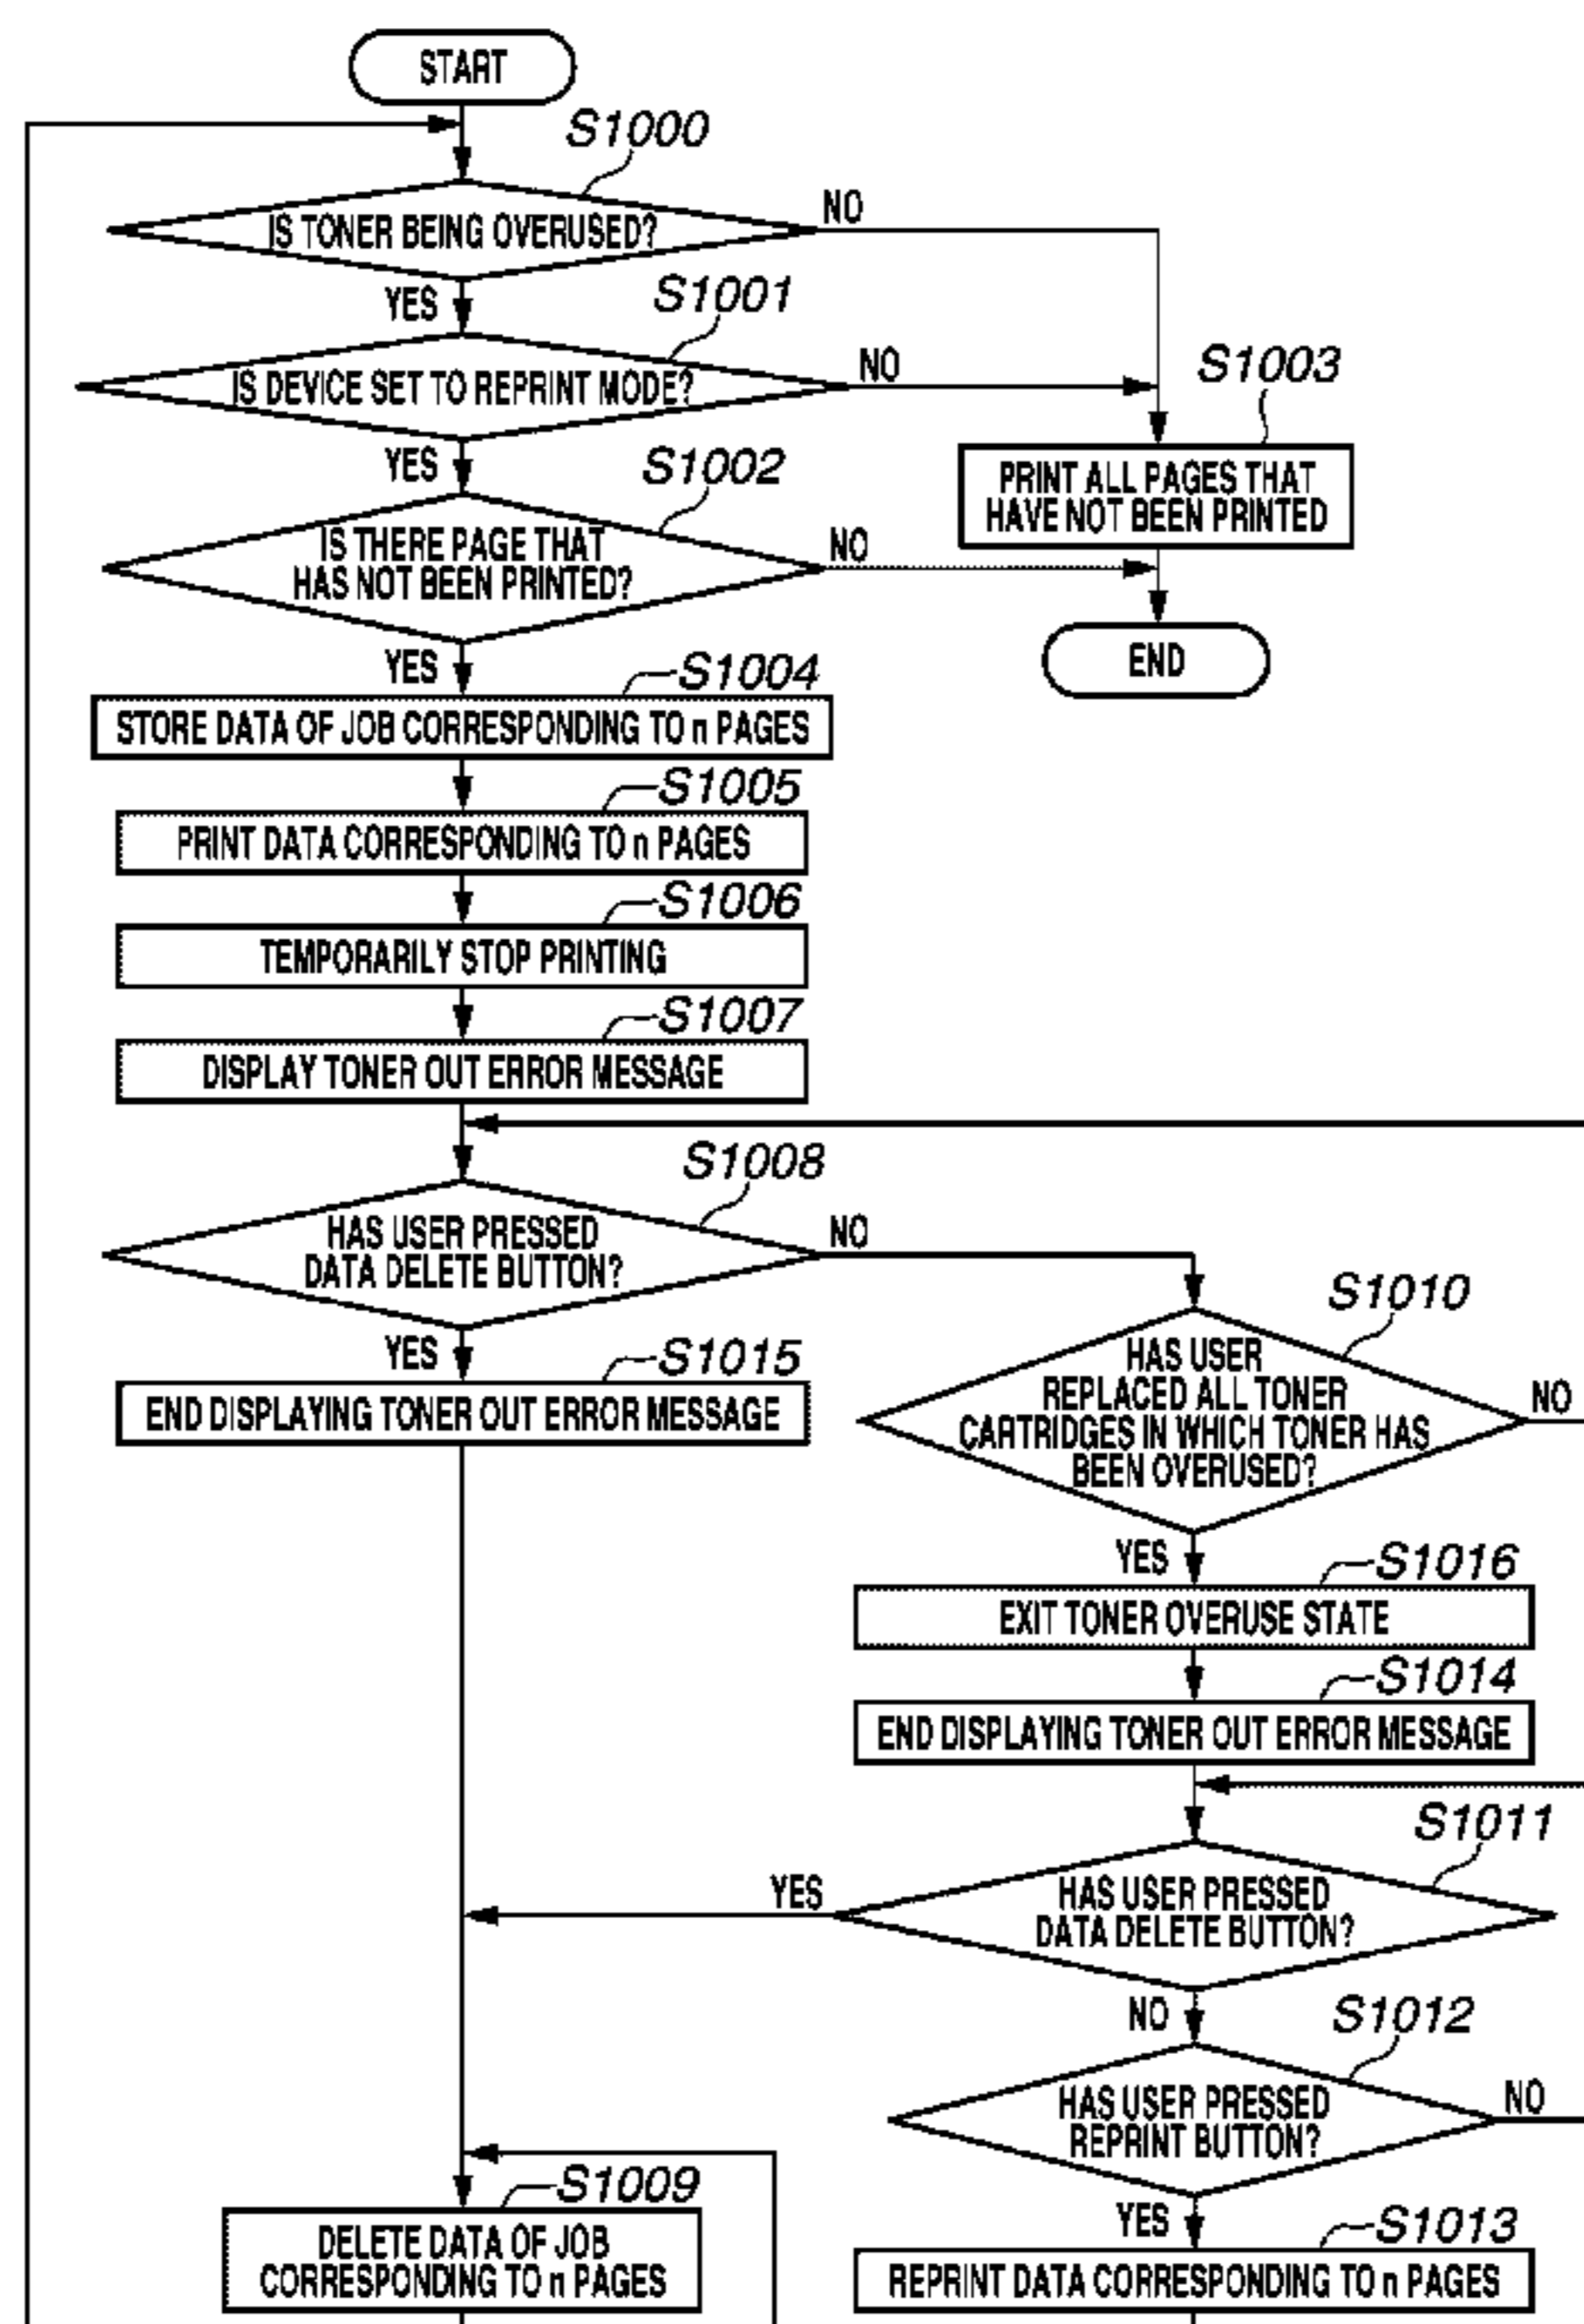 START
S1000
IS TONER BEING OVERUSED?
NO
YES
S1001
IS DEVICE SET TO REPRINT MODE?
NO
S1003
PRINT ALL PAGES THAT
HAVE NOT BEEN PRINTED
YES
S1002
IS THERE PAGE THAT
HAS NOT BEEN PRINTED?
NO
END
YES
S1004
STORE DATA OF JOB CORRESPONDING TO n PAGES
S1005
PRINT DATA CORRESPONDING TO n PAGES
S1006
TEMPORARILY STOP PRINTING
S1007
DISPLAY TONER OUT ERROR MESSAGE
S1008
HAS USER PRESSED
DATA DELETE BUTTON?
NO
YES
S1015
END DISPLAYING TONER OUT ERROR MESSAGE
S1010
HAS USER
REPLACED ALL TONER
CARTRIDGES IN WHICH TONER HAS
BEEN OVERUSED?
NO
YES
S1016
EXIT TONER OVERUSE STATE
S1014
END DISPLAYING TONER OUT ERROR MESSAGE
S1011
HAS USER PRESSED
DATA DELETE BUTTON?
YES
NO
S1012
HAS USER PRESSED
REPRINT BUTTON?
NO
YES
S1009
DELETE DATA OF JOB
CORRESPONDING TO n PAGES
S1013
REPRINT DATA CORRESPONDING TO n PAGES